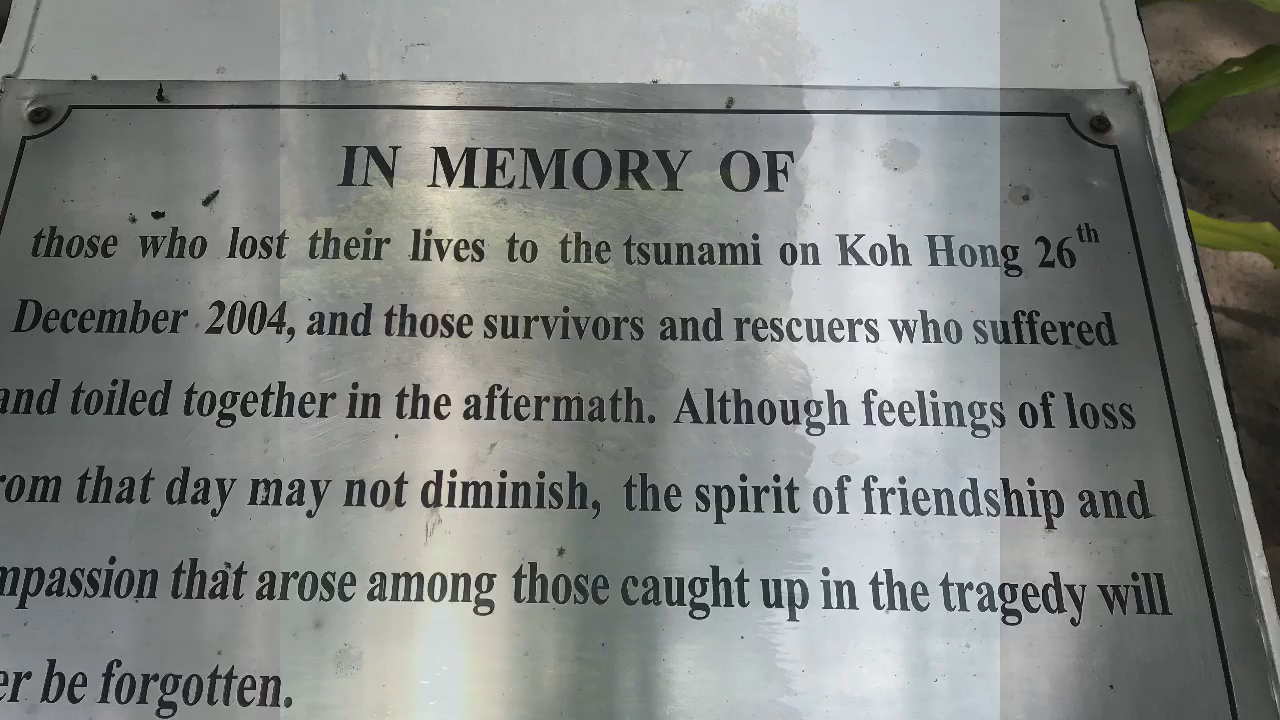 IN MEMORY OF
those who lost their lives to the tsunami on Koh Hong 26th
December 2004, and those survivors and rescuers who suffered
and toiled together in the aftermath. Although feelings of loss
rom that day may not diminish, the spirit of friendship and
mpassion that arose among those caught up in the tragedy will
er be forgotten.